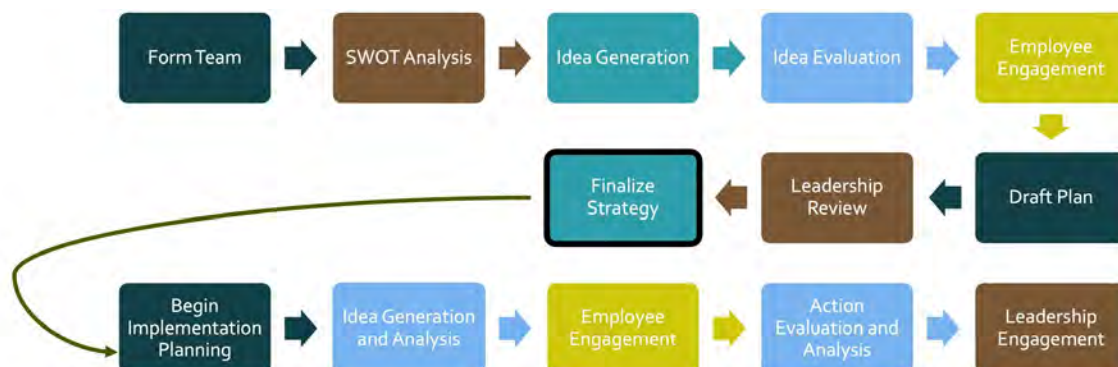 Form Team
SWOT Analysis
Idea Generation
Idea Evaluation
Employee
Engagement
Draft Plan
Leadership
Review
Finalize
Strategy
Begin
Implementation
Planning
Idea Generation
and Analysis
Employee
Engagement
Action
Evaluation and
Analysis
Leadership
Engagement